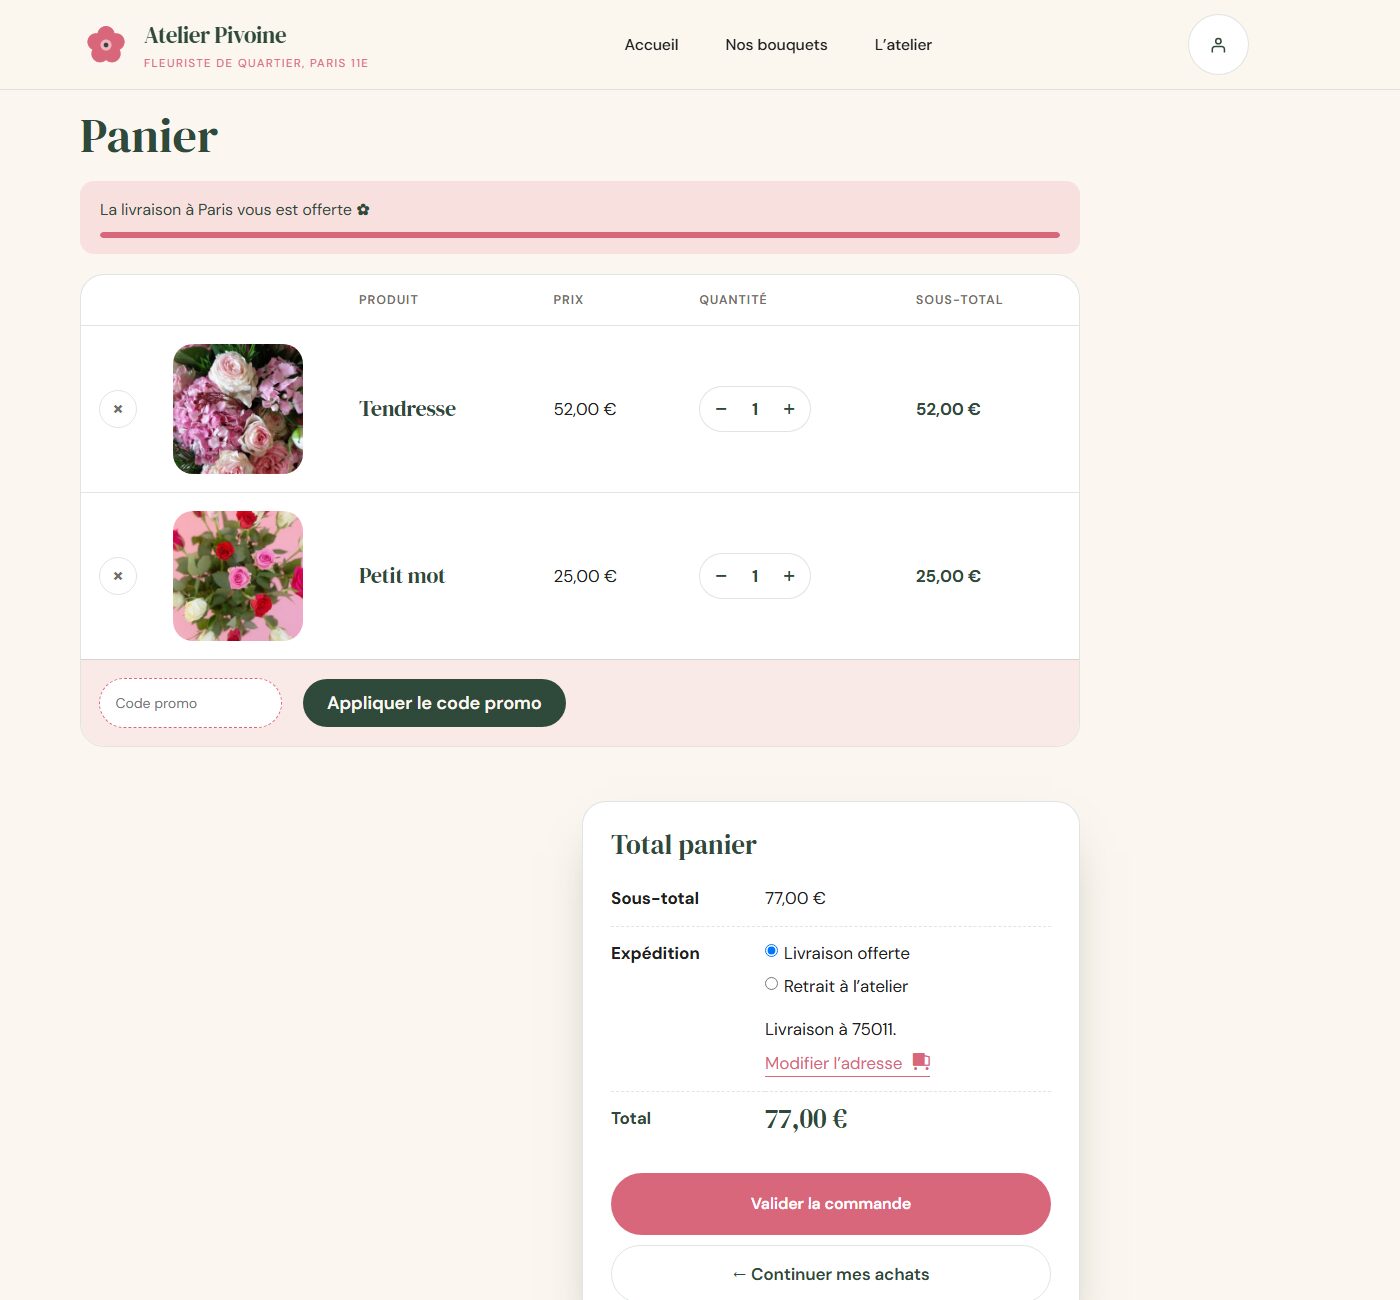 Atelier Pivoine
FLEURISTE DE QUARTIER, PARIS 11E
Accueil
Nos bouquets
L’atelier
Panier
La livraison à Paris vous est offerte ✿
PRODUIT PRIX QUANTITÉ SOUS-TOTAL
× Tendresse 52,00 € − 1 + 52,00 €
× Petit mot 25,00 € − 1 + 25,00 €
Code promo
Appliquer le code promo
Total panier
Sous-total 77,00 €
Expédition Livraison offerte
Retrait à l’atelier
Livraison à 75011.
Modifier l’adresse
Total 77,00 €
Valider la commande
← Continuer mes achats